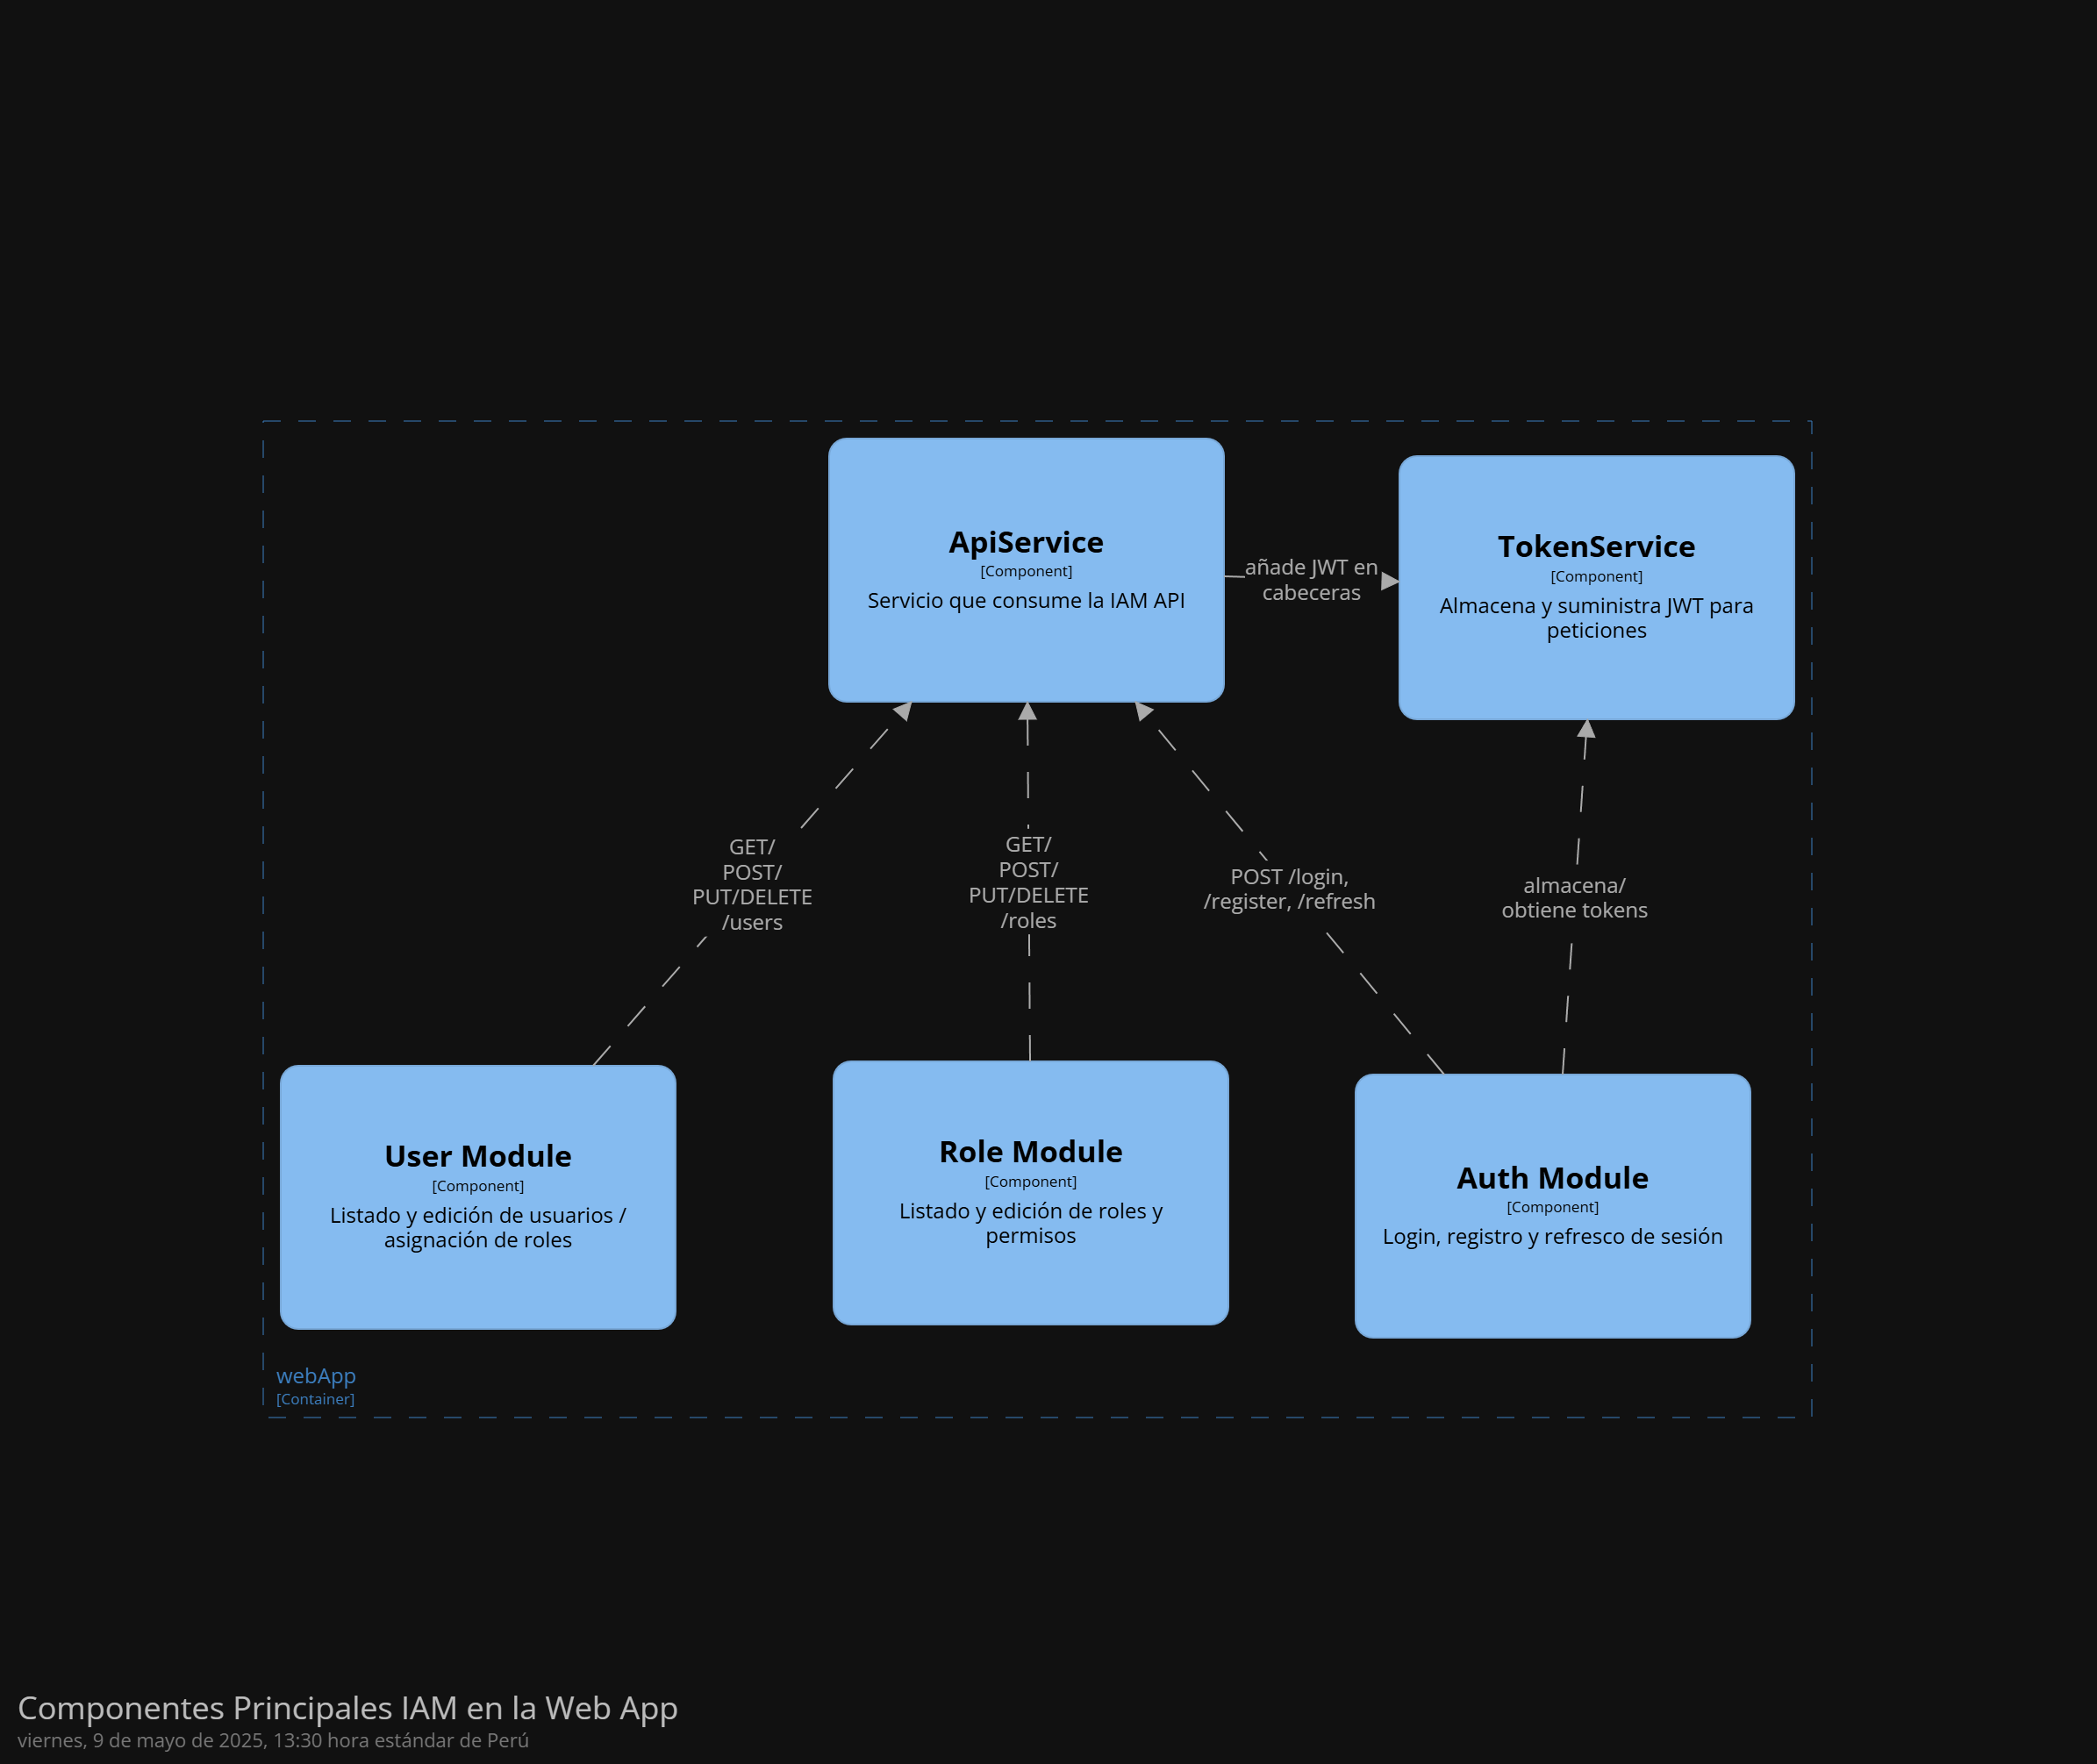 ApiService
[Component]
Servicio que consume la IAM API
añade JWT en
cabeceras
TokenService
[Component]
Almacena y suministra JWT para
peticiones
GET/
POST/
PUT/DELETE
/users
GET/
POST/
PUT/DELETE
/roles
POST /login,
/register, /refresh
almacena/
obtiene tokens
User Module
[Component]
Listado y edición de usuarios /
asignación de roles
Role Module
[Component]
Listado y edición de roles y
permisos
Auth Module
[Component]
Login, registro y refresco de sesión
webApp
[Container]
Componentes Principales IAM en la Web App
viernes, 9 de mayo de 2025, 13:30 hora estándar de Perú